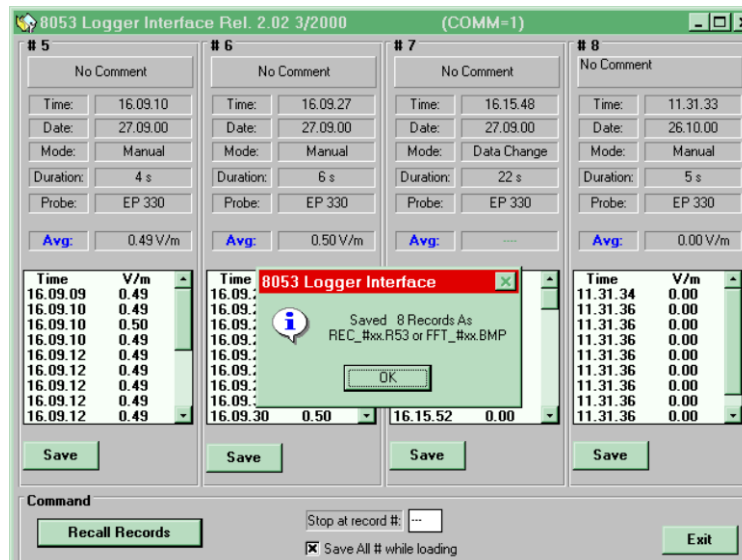 8053 Logger Interface Rel. 2.02 3/2000 (COMM=1)
# 5
No Comment
Time: 16.09.10
Date: 27.09.00
Mode: Manual
Duration: 4 s
Probe: EP 330
Avg: 0.49 V/m
Time V/m
16.09.09 0.49
16.09.10 0.49
16.09.10 0.50
16.09.10 0.49
16.09.12 0.49
16.09.12 0.49
16.09.12 0.49
16.09.12 0.49
16.09.12 0.49
Save
# 6
No Comment
Time: 16.09.27
Date: 27.09.00
Mode: Manual
Duration: 6 s
Probe: EP 330
Avg: 0.50 V/m
Time
16.09.30 0.50
Save
# 7
No Comment
Time: 16.15.48
Date: 27.09.00
Mode: Data Change
Duration: 22 s
Probe: EP 330
Avg: ----
16.15.52 0.00
Save
# 8
No Comment
Time: 11.31.33
Date: 26.10.00
Mode: Manual
Duration: 5 s
Probe: EP 330
Avg: 0.00 V/m
Time V/m
11.31.34 0.00
11.31.36 0.00
11.31.36 0.00
11.31.36 0.00
11.31.36 0.00
11.31.36 0.00
11.31.36 0.00
11.31.36 0.00
11.31.36 0.00
Save
8053 Logger Interface
Saved 8 Records As
REC_#xx.R53 or FFT_#xx.BMP
OK
Command
Recall Records
Stop at record #: ---
Save All # while loading
Exit